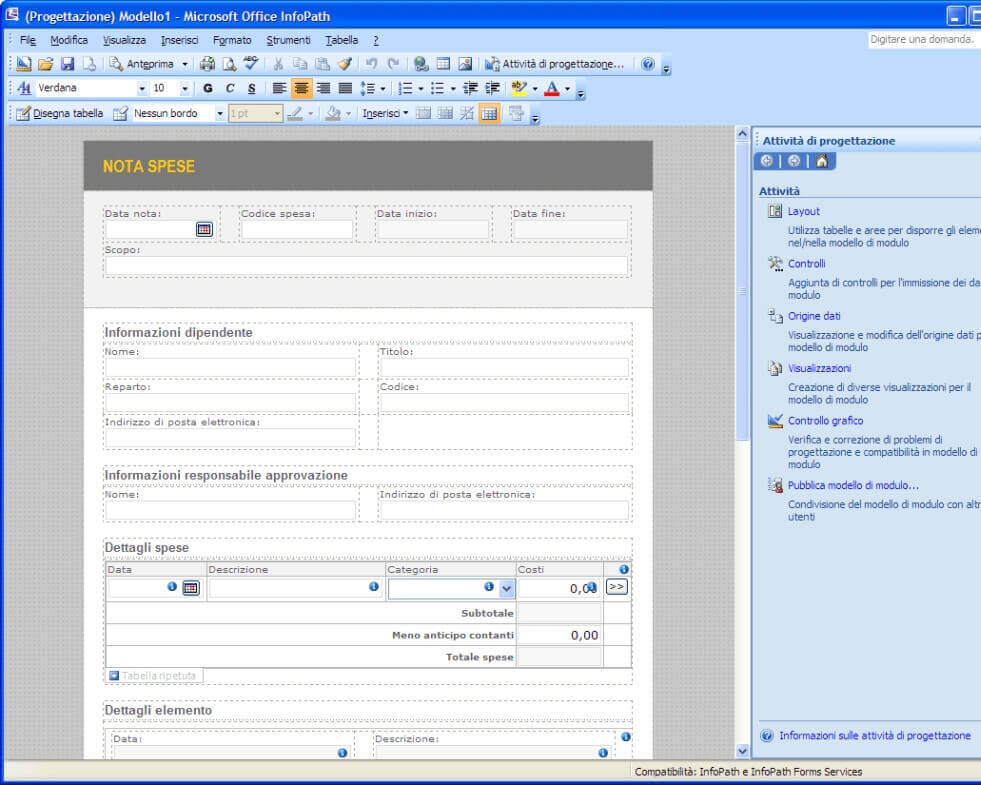 (Progettazione) Modello1 - Microsoft Office InfoPath
File Modifica Visualizza Inserisci Formato Strumenti Tabella ?
Digitare una domanda.
Anteprima Attività di progettazione...
Verdana 10 G C S
Disegna tabella Nessun bordo 1 pt Inserisci
NOTA SPESE
Data nota: Codice spesa: Data inizio: Data fine:
Scopo:
Informazioni dipendente
Nome: Titolo:
Reparto: Codice:
Indirizzo di posta elettronica:
Informazioni responsabile approvazione
Nome: Indirizzo di posta elettronica:
Dettagli spese
Data Descrizione Categoria Costi
0,00 >>
Subtotale
Meno anticipo contanti 0,00
Totale spese
Tabella ripetuta
Dettagli elemento
Data: Descrizione:
Attività di progettazione
Attività
Layout
Utilizza tabelle e aree per disporre gli eleme
nel/nella modello di modulo
Controlli
Aggiunta di controlli per l'immissione dei da
modulo
Origine dati
Visualizzazione e modifica dell'origine dati p
modello di modulo
Visualizzazioni
Creazione di diverse visualizzazioni per il
modello di modulo
Controllo grafico
Verifica e correzione di problemi di
progettazione e compatibilità in modello di
modulo
Pubblica modello di modulo...
Condivisione del modello di modulo con altr
utenti
Informazioni sulle attività di progettazione
Compatibilità: InfoPath e InfoPath Forms Services